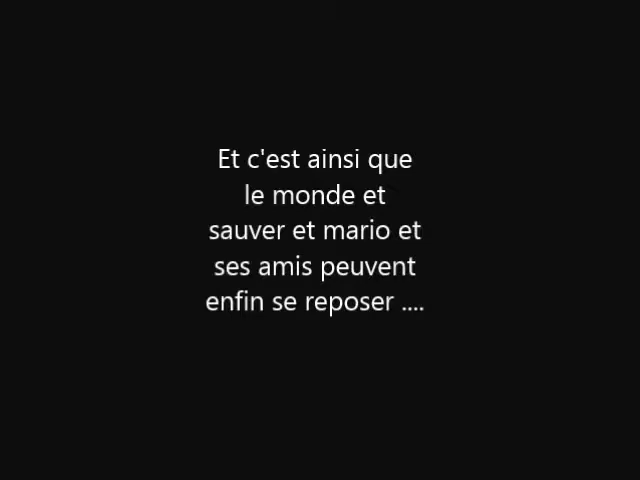 Et c'est ainsi que
le monde et
sauver et mario et
ses amis peuvent
enfin se reposer ....